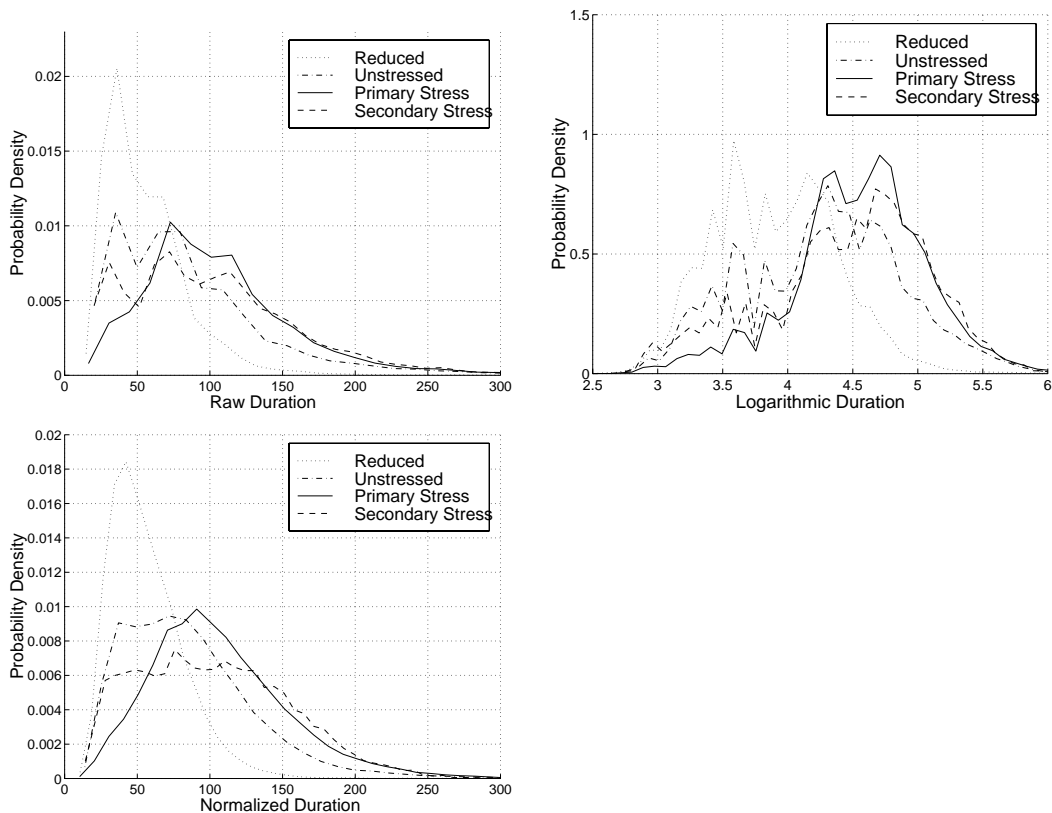 0.02
0.015
0.01
0.005
0
0 50 100 150 200 250 300
Probability Density
Raw Duration
Reduced
Unstressed
Primary Stress
Secondary Stress
1.5
1
0.5
0
2.5 3 3.5 4 4.5 5 5.5 6
Probability Density
Logarithmic Duration
Reduced
Unstressed
Primary Stress
Secondary Stress
0.02
0.018
0.016
0.014
0.012
0.01
0.008
0.006
0.004
0.002
0
0 50 100 150 200 250 300
Probability Density
Normalized Duration
Reduced
Unstressed
Primary Stress
Secondary Stress